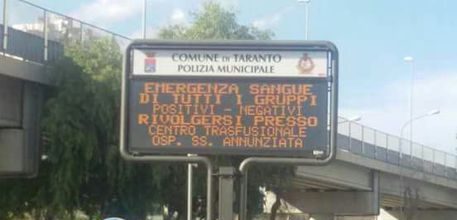 COMUNE DI TARANTO
POLIZIA MUNICIPALE
EMERGENZA SANGUE
DI TUTTI I GRUPPI
POSITIVI - NEGATIVI
RIVOLGERSI PRESSO
CENTRO TRASFUSIONALE
OSP. SS. ANNUNZIATA